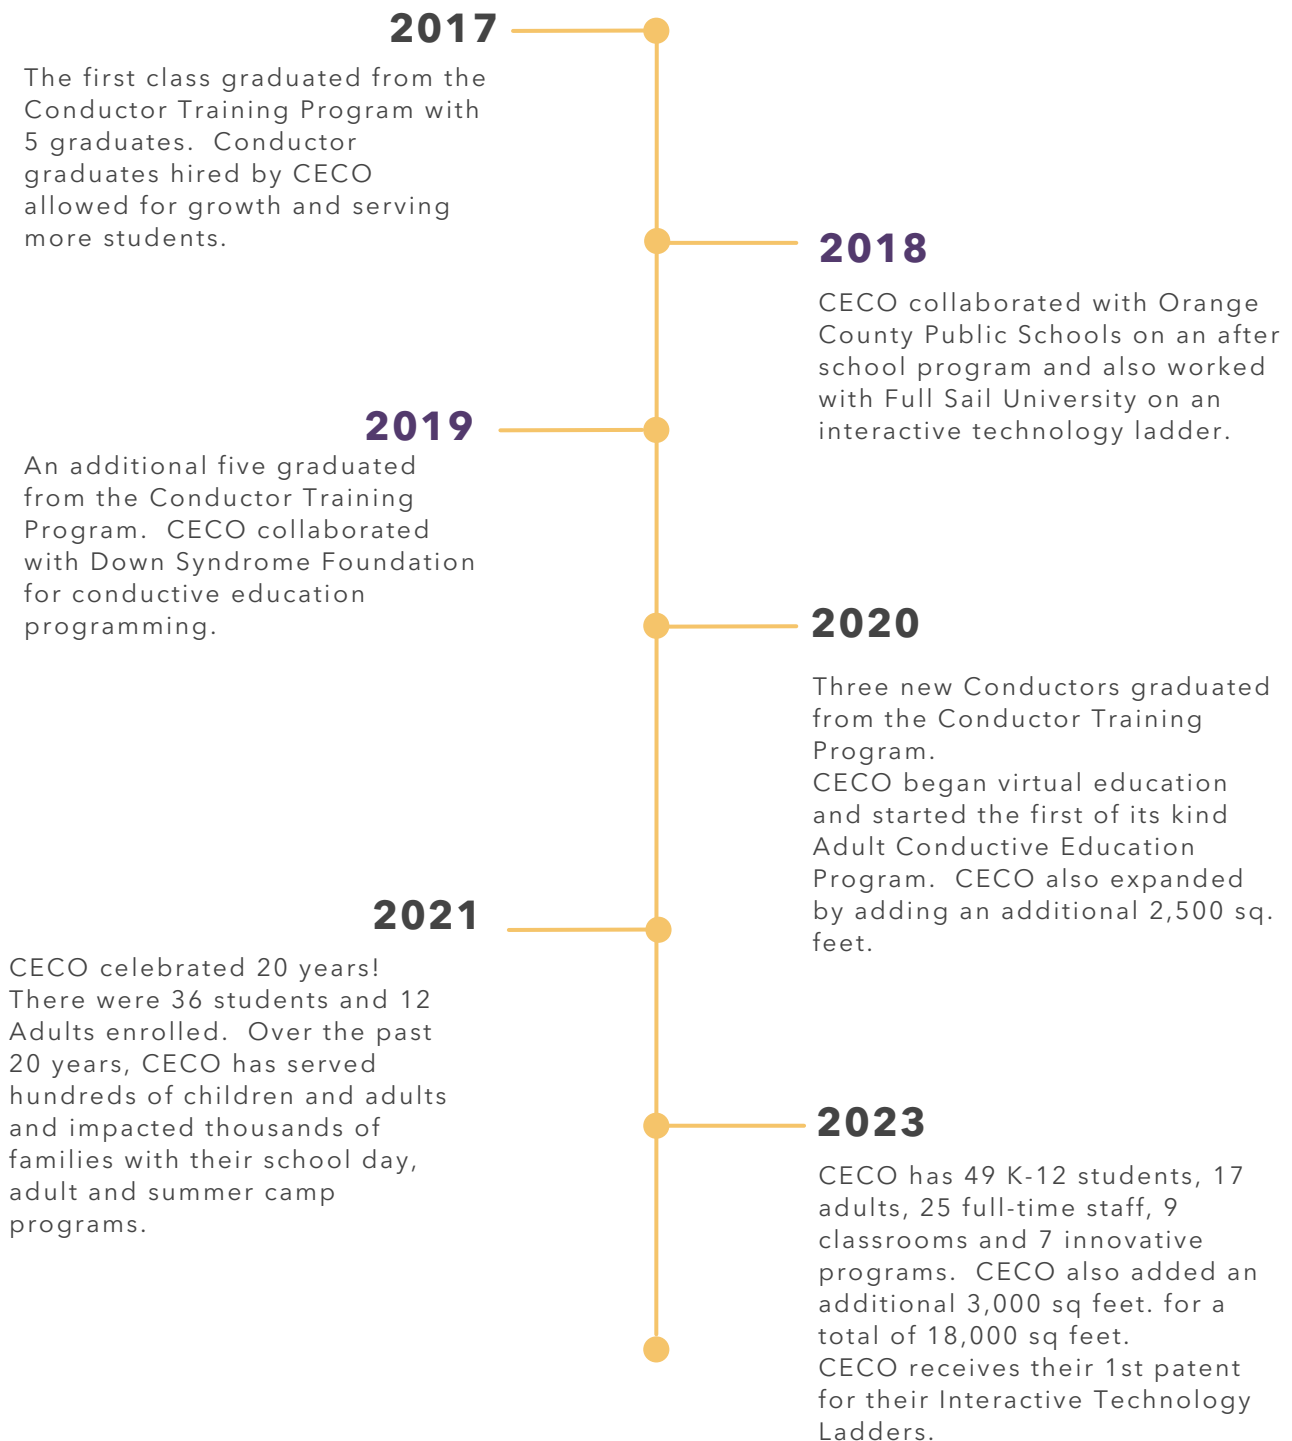 2017
The first class graduated from the
Conductor Training Program with
5 graduates.  Conductor
graduates hired by CECO
allowed for growth and serving
more students.
2018
CECO collaborated with Orange
County Public Schools on an after
school program and also worked
with Full Sail University on an
interactive technology ladder.
2019
An additional five graduated
from the Conductor Training
Program.  CECO collaborated
with Down Syndrome Foundation
for conductive education
programming.
2020
Three new Conductors graduated
from the Conductor Training
Program.
CECO began virtual education
and started the first of its kind
Adult Conductive Education
Program.  CECO also expanded
by adding an additional 2,500 sq.
feet.
2021
CECO celebrated 20 years!
There were 36 students and 12
Adults enrolled.  Over the past
20 years, CECO has served
hundreds of children and adults
and impacted thousands of
families with their school day,
adult and summer camp
programs.
2023
CECO has 49 K-12 students, 17
adults, 25 full-time staff, 9
classrooms and 7 innovative
programs.  CECO also added an
additional 3,000 sq feet. for a
total of 18,000 sq feet.
CECO receives their 1st patent
for their Interactive Technology
Ladders.